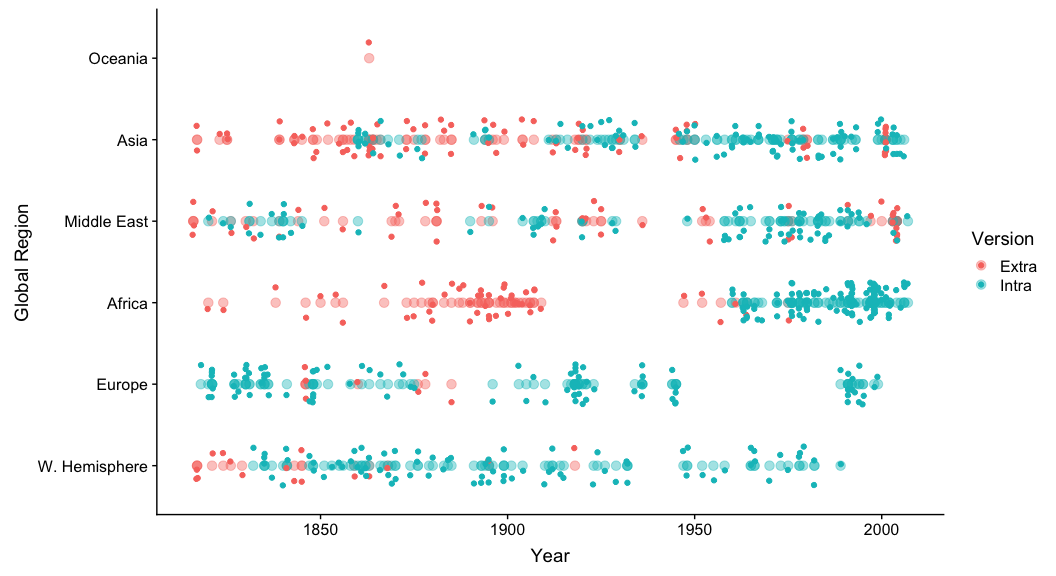 Global Region
Oceania
Asia
Middle East
Africa
Europe
W. Hemisphere
1850
1900
1950
2000
Year
Version
Extra
Intra